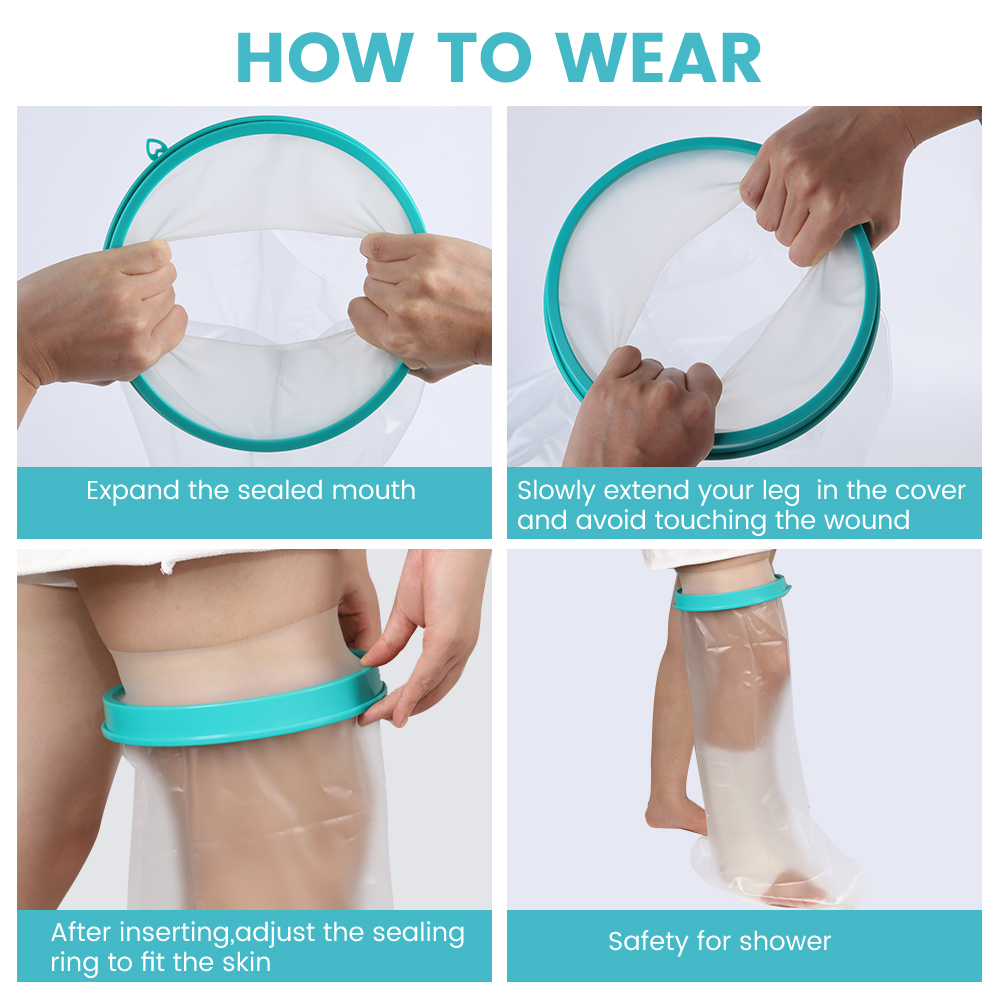 HOW TO WEAR
Expand the sealed mouth
Slowly extend your leg  in the cover
and avoid touching the wound
After inserting,adjust the sealing
ring to fit the skin
Safety for shower